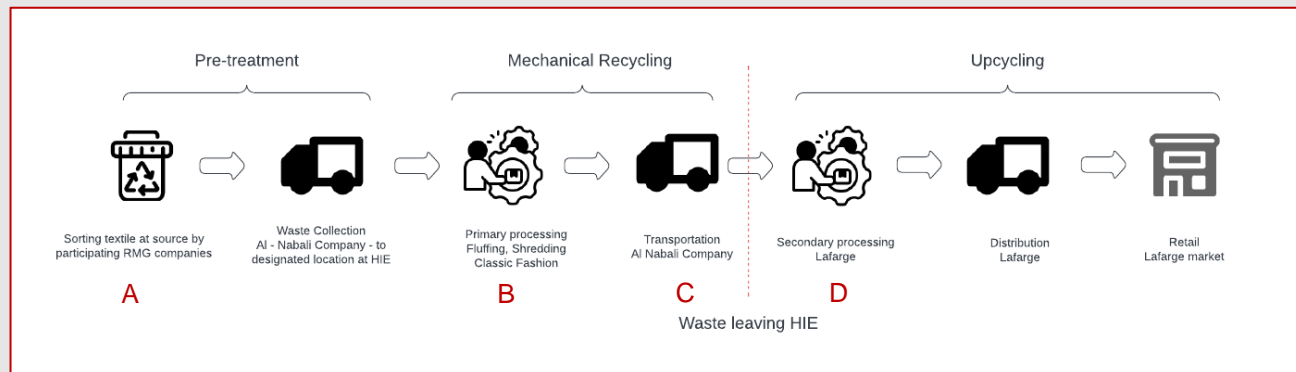 Pre-treatment
Mechanical Recycling
Upcycling
Sorting textile at source by
participating RMG companies
Waste Collection
Al - Nabali Company - to
designated location at HIE
Primary processing
Fluffing, Shredding
Classic Fashion
Transportation
Al Nabali Company
Secondary processing
Lafarge
Distribution
Lafarge
Retail
Lafarge market
A
B
C
D
Waste leaving HIE